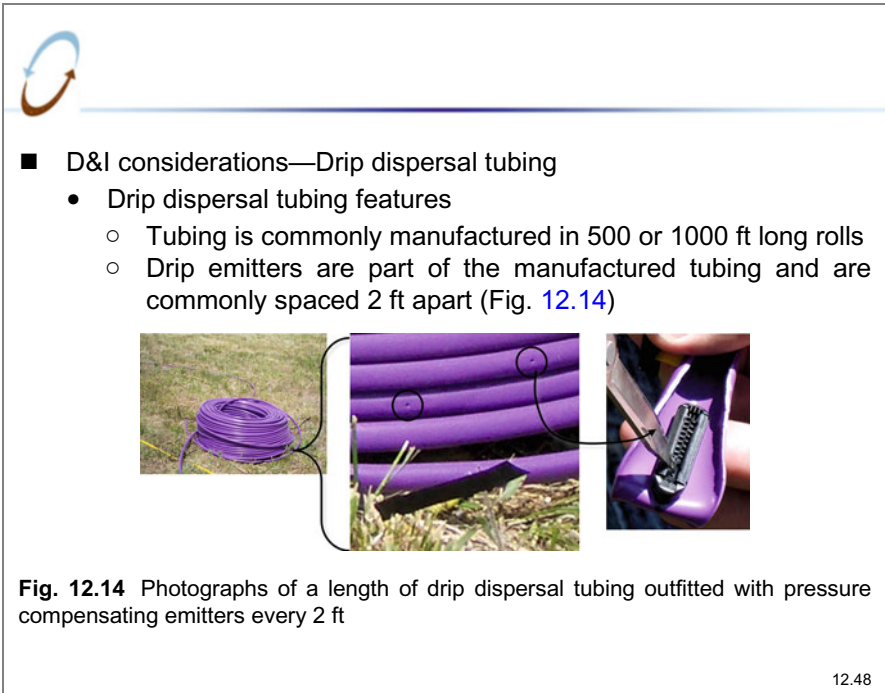 ■ D&I considerations—Drip dispersal tubing
• Drip dispersal tubing features
○ Tubing is commonly manufactured in 500 or 1000 ft long rolls
○ Drip emitters are part of the manufactured tubing and are
commonly spaced 2 ft apart (Fig. 12.14)
Fig. 12.14 Photographs of a length of drip dispersal tubing outfitted with pressure
compensating emitters every 2 ft
12.48